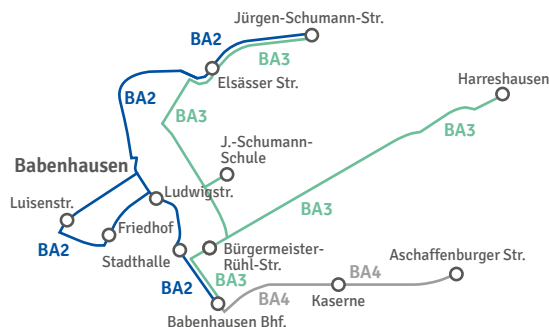 Jürgen-Schumann-Str.
BA2
BA3
Elsässer Str.
Harreshausen
BA2
BA3
BA3
J.-Schumann-
Schule
Babenhausen
Ludwigstr.
Luisenstr.
BA3
Friedhof
BA2
Stadthalle
Bürgermeister-
Rühl-Str.
Aschaffenburger Str.
BA3
BA4
BA2
BA4
Kaserne
Babenhausen Bhf.